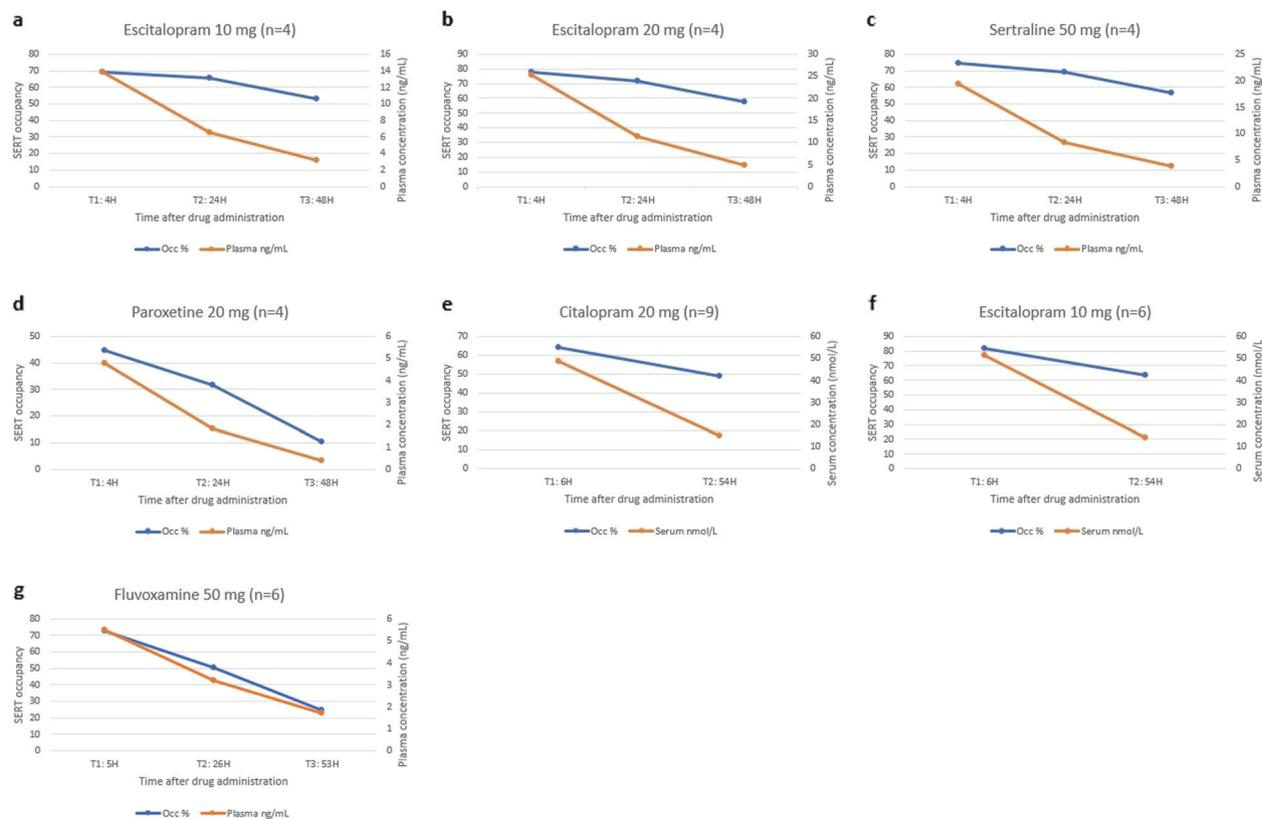 a
Escitalopram 10 mg (n=4)
80
70
60
50
40
30
20
10
0
SERT occupancy
16
14
12
10
8
6
4
2
0
Plasma concentration (ng/mL)
T1: 4H T2: 24H T3: 48H
Time after drug administration
Occ % Plasma ng/mL
b
Escitalopram 20 mg (n=4)
90
80
70
60
50
40
30
20
10
0
SERT occupancy
30
25
20
15
10
5
0
Plasma concentration (ng/mL)
T1: 4H T2: 24H T3: 48H
Time after drug administration
Occ % Plasma ng/mL
c
Sertraline 50 mg (n=4)
80
70
60
50
40
30
20
10
0
SERT occupancy
25
20
15
10
5
0
Plasma concentration (ng/mL)
T1: 4H T2: 24H T3: 48H
Time after drug administration
Occ % Plasma ng/mL
d
Paroxetine 20 mg (n=4)
50
40
30
20
10
0
SERT occupancy
6
5
4
3
2
1
0
Plasma concentration (ng/mL)
T1: 4H T2: 24H T3: 48H
Time after drug administration
Occ % Plasma ng/mL
e
Citalopram 20 mg (n=9)
70
60
50
40
30
20
10
0
SERT occupancy
60
50
40
30
20
10
0
Serum concentration (nmol/L)
T1: 6H T2: 54H
Time after drug administration
Occ % Serum nmol/L
f
Escitalopram 10 mg (n=6)
90
80
70
60
50
40
30
20
10
0
SERT occupancy
60
50
40
30
20
10
0
Serum concentration (nmol/L
T1: 6H T2: 54H
Time after drug administration
Occ % Serum nmol/L
g
Fluvoxamine 50 mg (n=6)
80
70
60
50
40
30
20
10
0
SERT occupancy
6
5
4
3
2
1
0
Plasma concentration (ng/mL)
T1: 5H T2: 26H T3: 53H
Time after drug administration
Occ % Plasma ng/mL